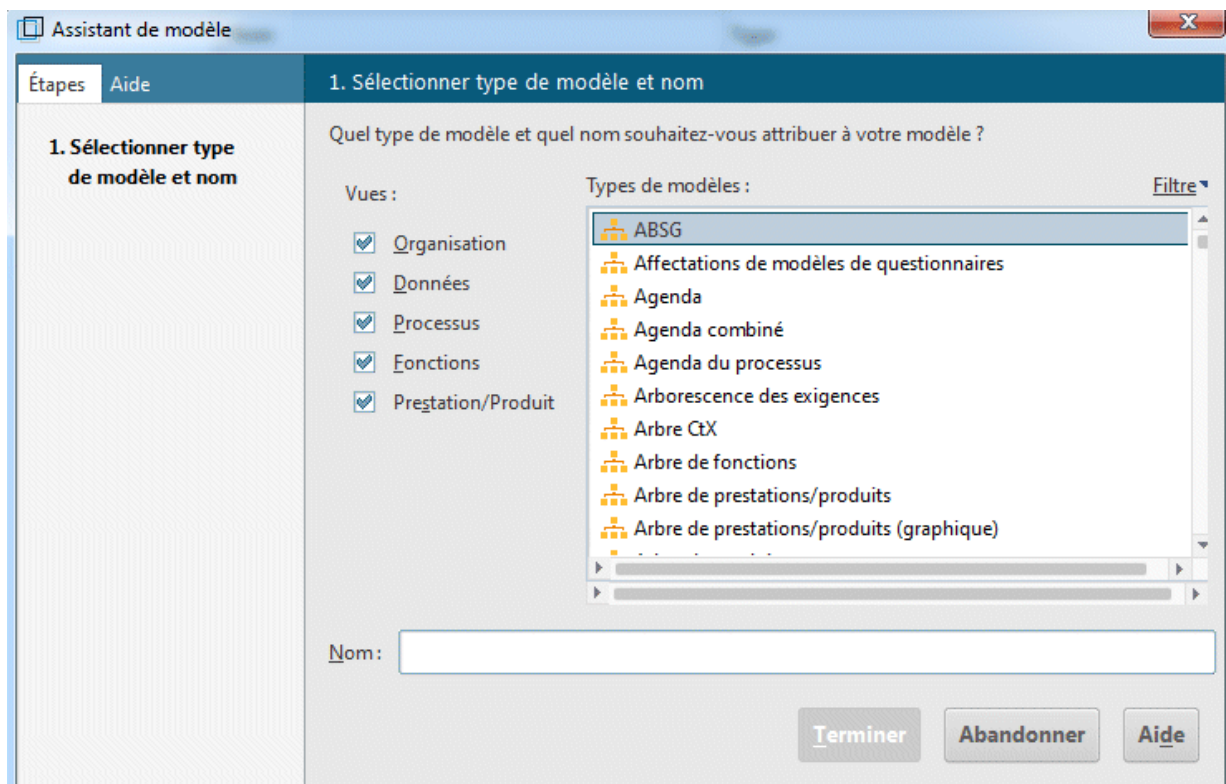 Assistant de modèle
Étapes Aide
1. Sélectionner type de modèle et nom
1. Sélectionner type
de modèle et nom
Quel type de modèle et quel nom souhaitez-vous attribuer à votre modèle ?
Vues :
Organisation
Données
Processus
Fonctions
Prestation/Produit
Types de modèles :
Filtre
ABSG
Affectations de modèles de questionnaires
Agenda
Agenda combiné
Agenda du processus
Arborescence des exigences
Arbre CtX
Arbre de fonctions
Arbre de prestations/produits
Arbre de prestations/produits (graphique)
Nom :
Terminer
Abandonner
Aide